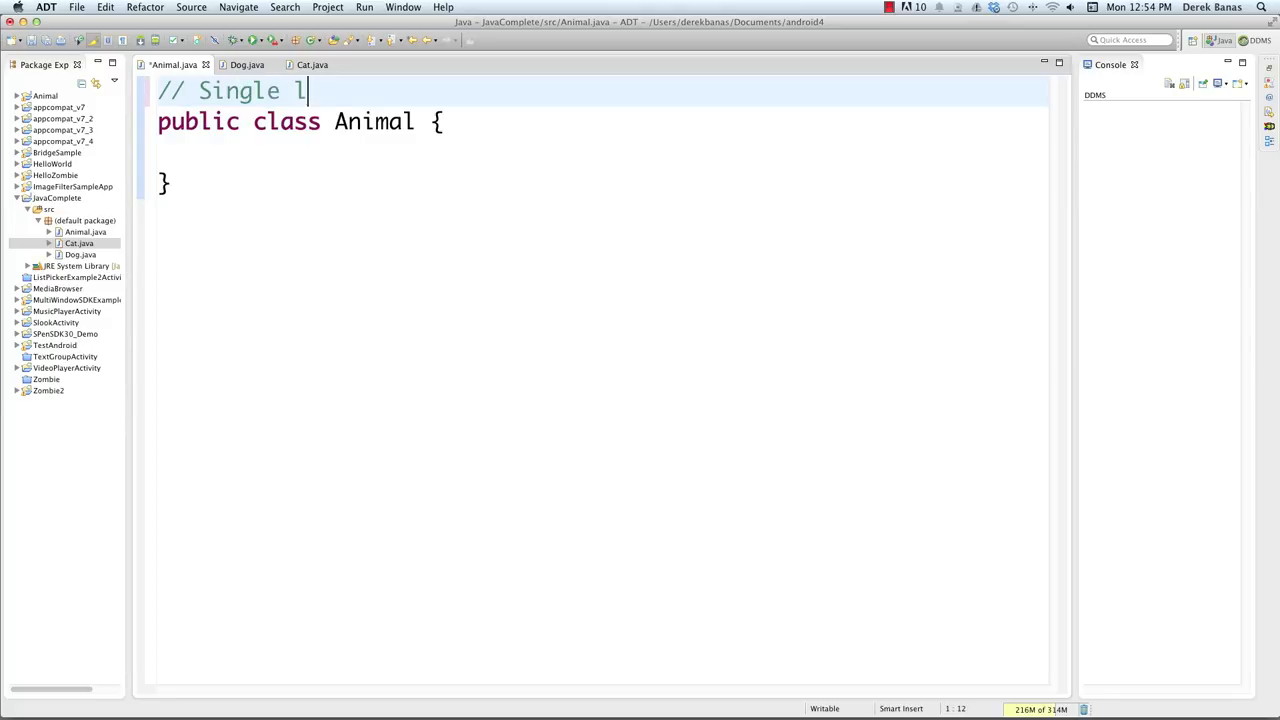 ADT File Edit Refactor Source Navigate Search Project Run Window Help 10 Mon 12:54 PM Derek Banas
Java – JavaComplete/src/Animal.java – ADT – /Users/derekbanas/Documents/android4
Quick Access Java DDMS
Package Exp
*Animal.java Dog.java Cat.java
Console
DDMS
Animal
appcompat_v7
appcompat_v7_2
appcompat_v7_3
appcompat_v7_4
BridgeSample
HelloWorld
HelloZombie
ImageFilterSampleApp
JavaComplete
src
(default package)
Animal.java
Cat.java
Dog.java
JRE System Library [Ja
ListPickerExample2Activi
MediaBrowser
MultiWindowSDKExample
MusicPlayerActivity
SlookActivity
SPenSDK30_Demo
TestAndroid
TextGroupActivity
VideoPlayerActivity
Zombie
Zombie2
// Single l
public class Animal {
}
Writable Smart Insert 1 : 12 216M of 314M